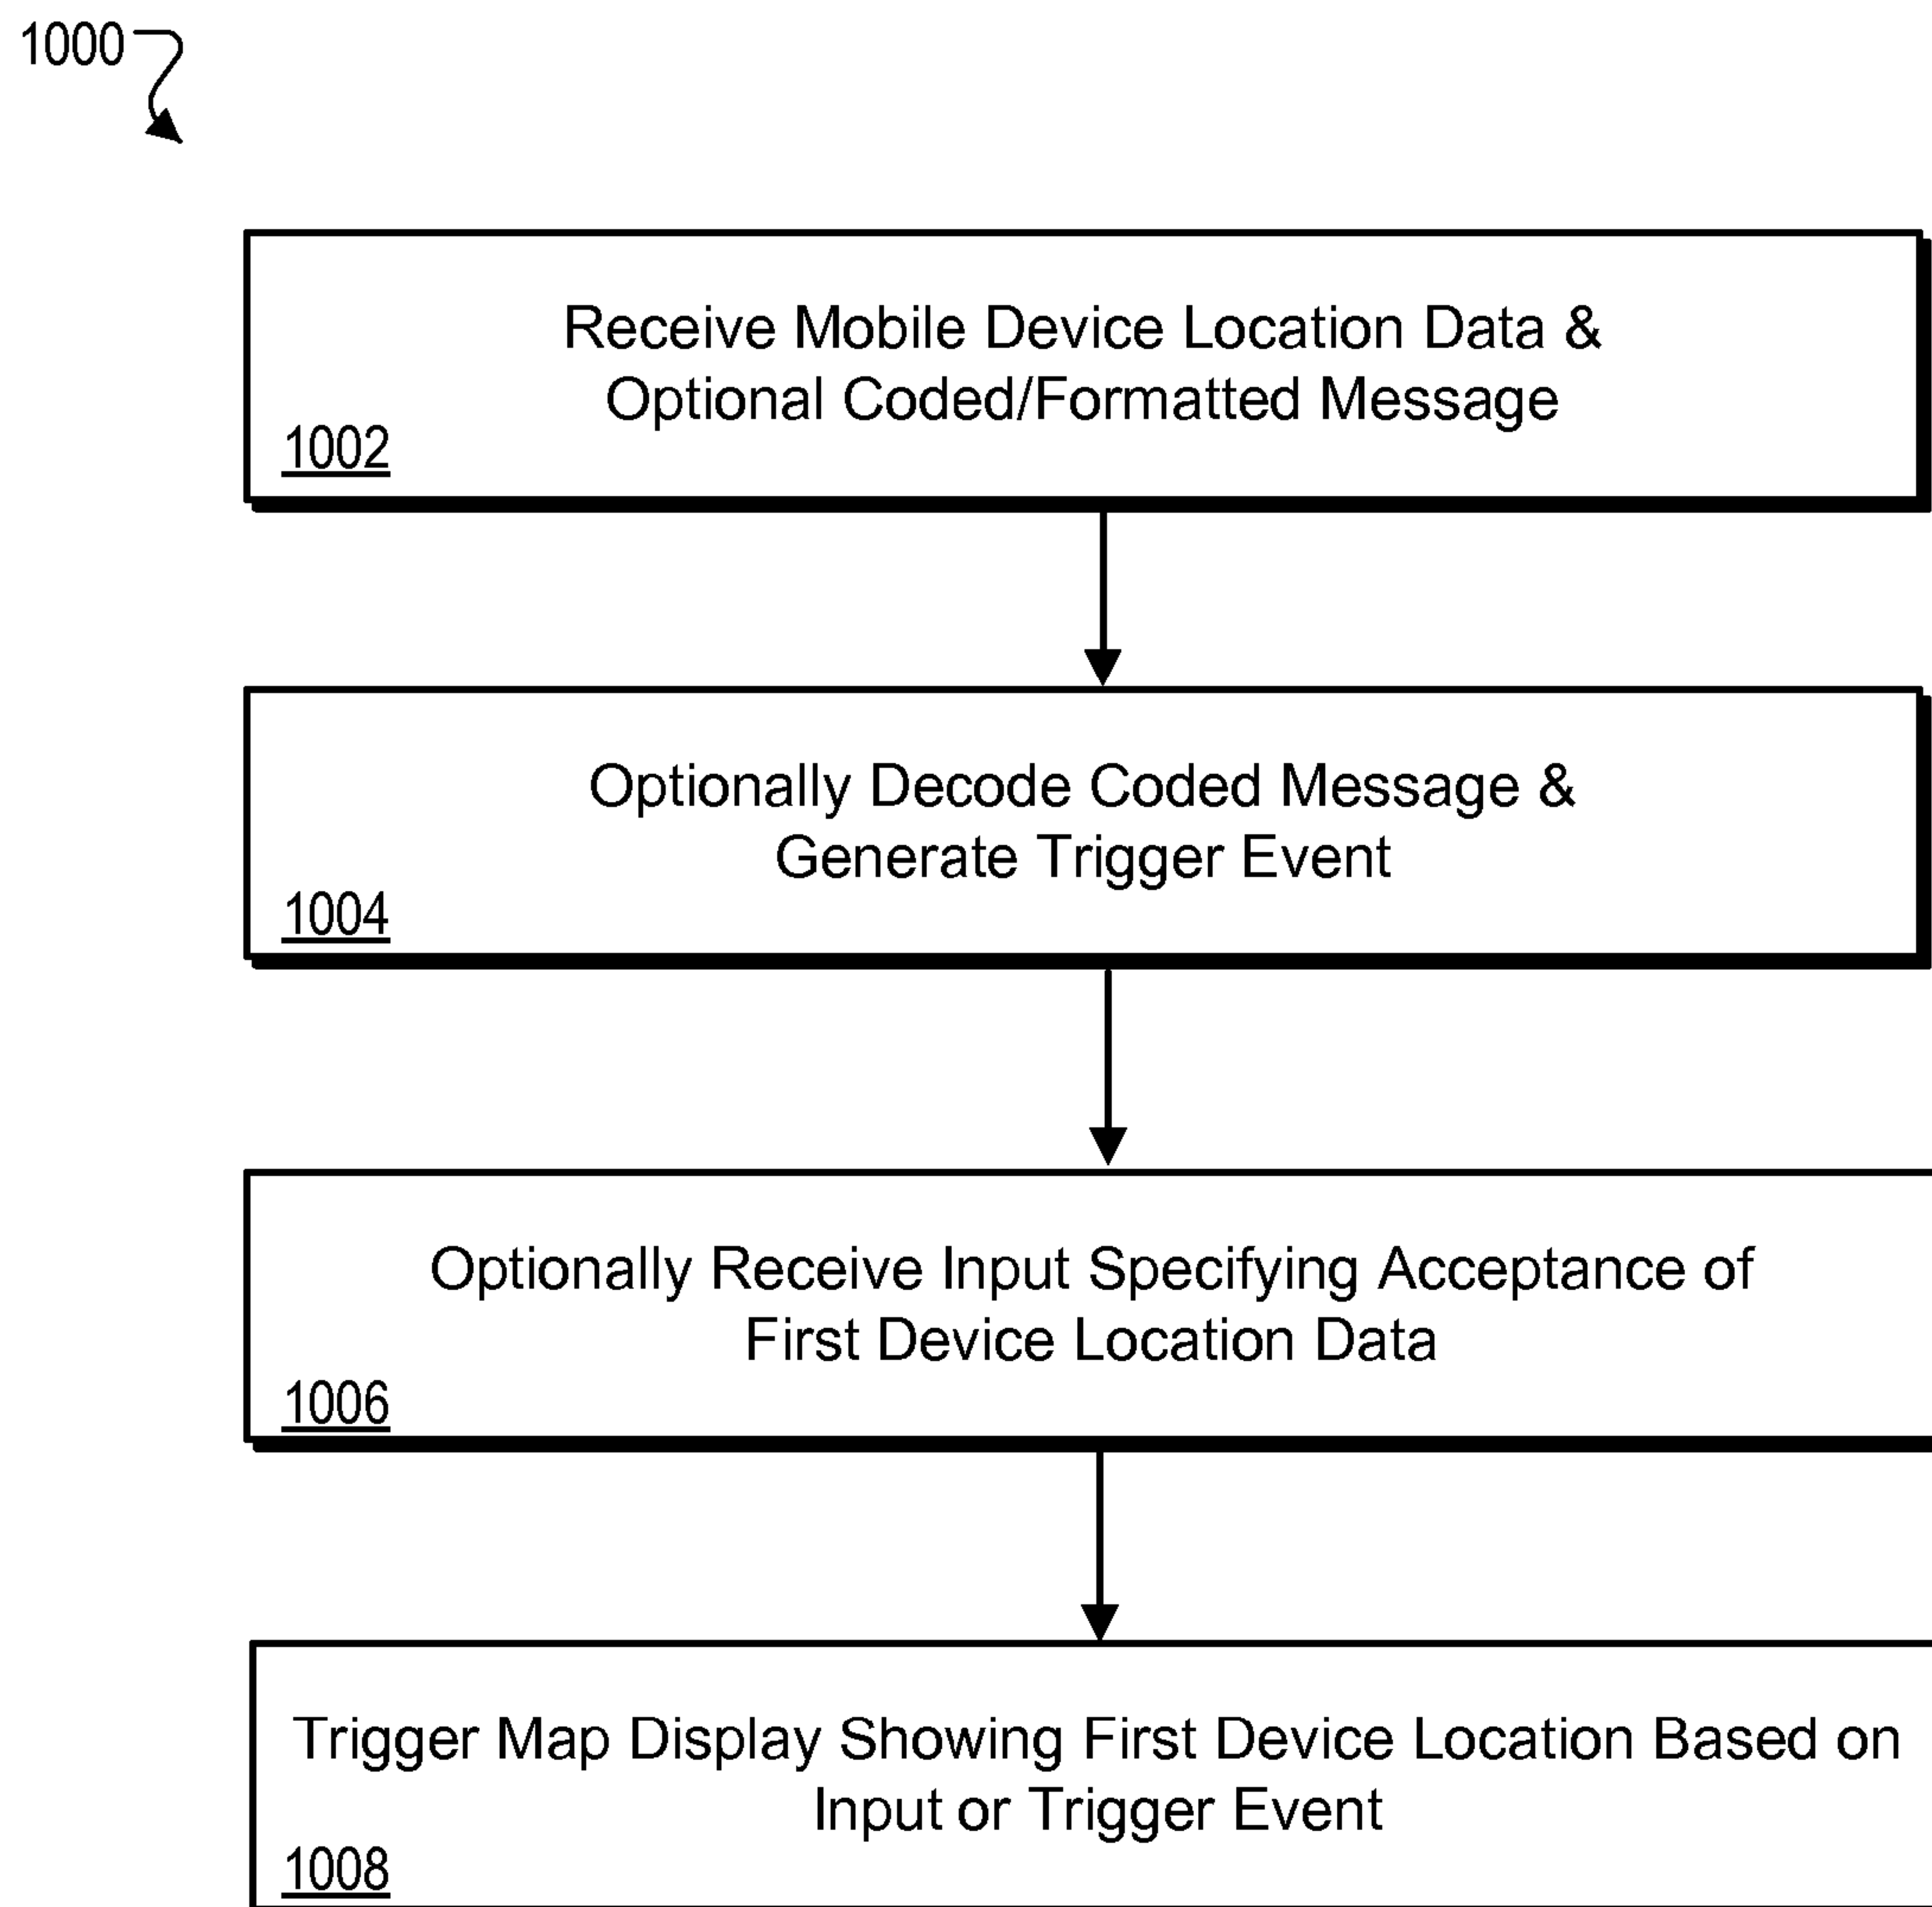 1000
Receive Mobile Device Location Data &
Optional Coded/Formatted Message
1002
Optionally Decode Coded Message &
Generate Trigger Event
1004
Optionally Receive Input Specifying Acceptance of
First Device Location Data
1006
Trigger Map Display Showing First Device Location Based on
Input or Trigger Event
1008